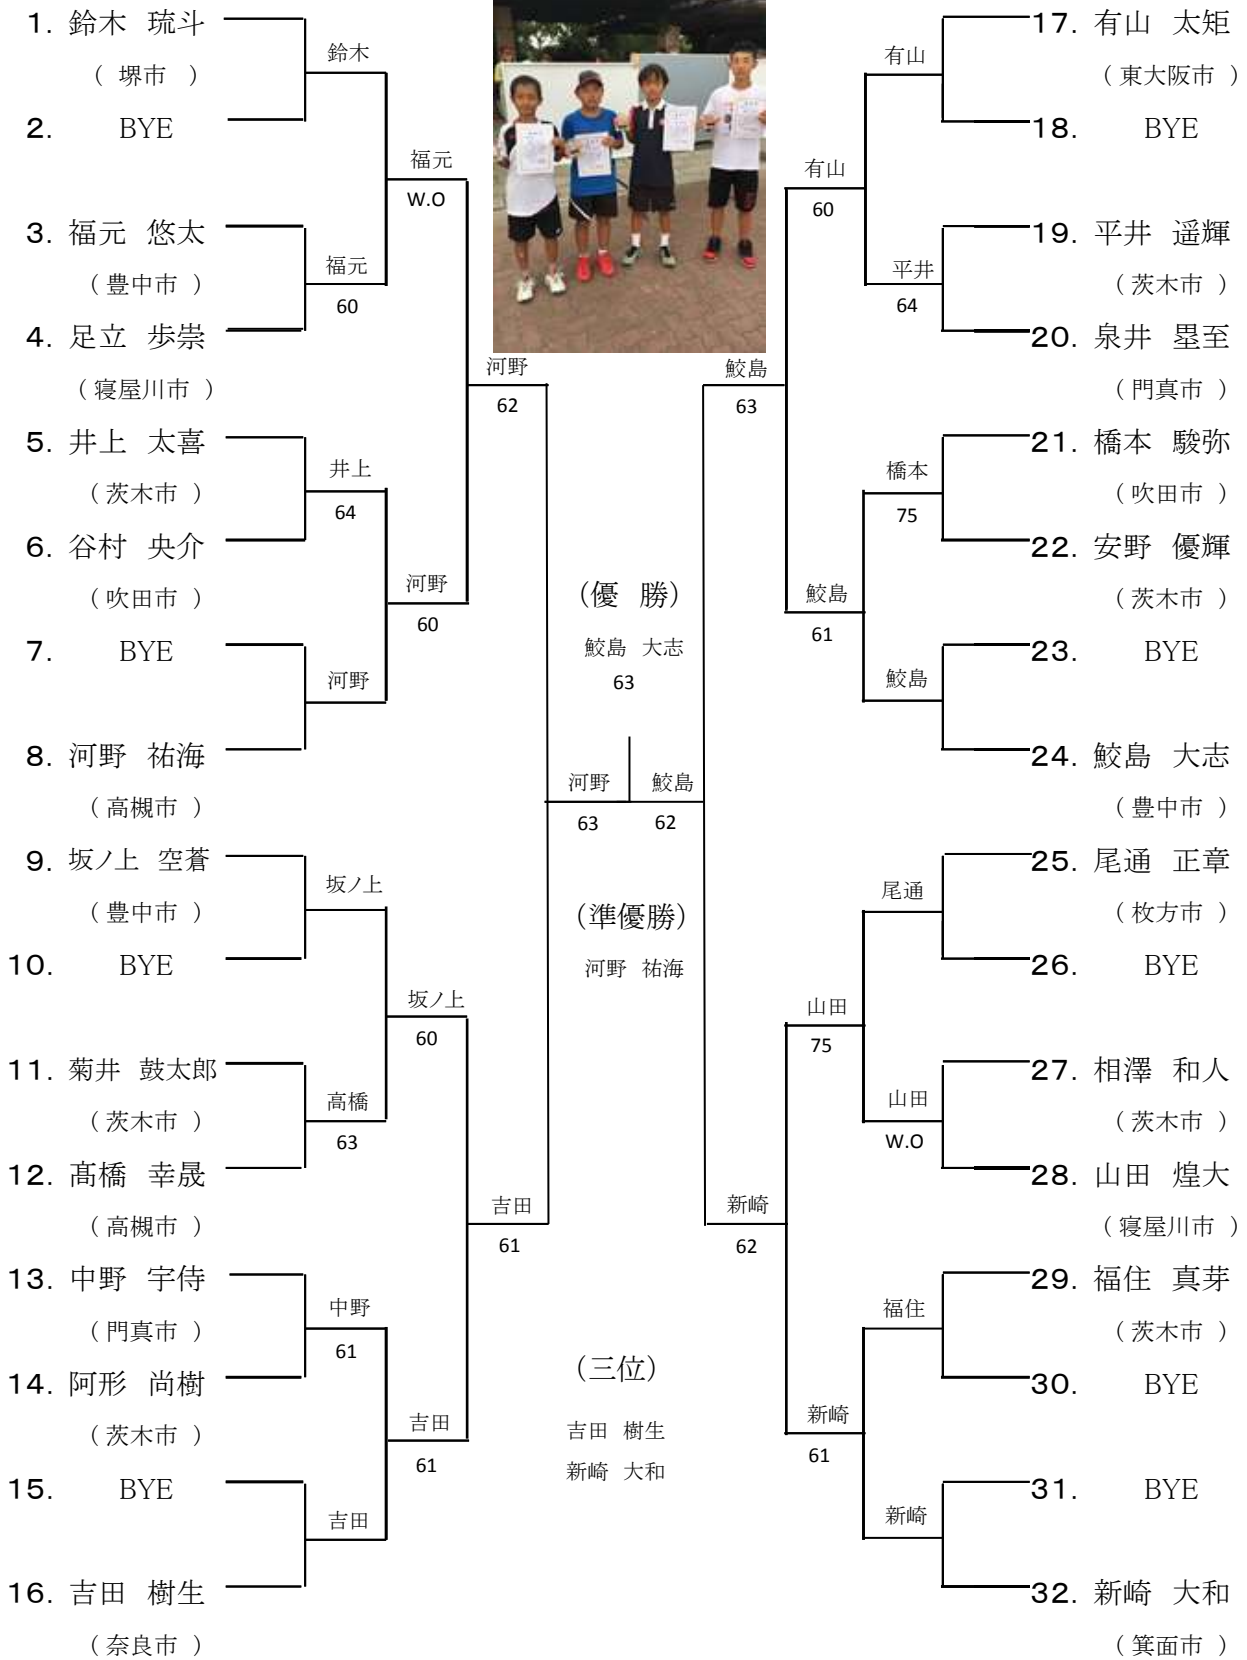 1. 鈴木 琉斗
(堺市)
2. BYE
3. 福元 悠太
(豊中市)
4. 足立 歩崇
(寝屋川市)
5. 井上 太喜
(茨木市)
6. 谷村 央介
(吹田市)
7. BYE
8. 河野 祐海
(高槻市)
9. 坂ノ上 空蒼
(豊中市)
10. BYE
11. 菊井 鼓太郎
(茨木市)
12. 髙橋 幸晟
(高槻市)
13. 中野 宇侍
(門真市)
14. 阿形 尚樹
(茨木市)
15. BYE
16. 吉田 樹生
(奈良市)
鈴木
福元
60
井上
64
河野
坂ノ上
高橋
63
中野
61
吉田
福元
W.O
河野
60
坂ノ上
60
吉田
61
河野
62
吉田
61
(優 勝)
鮫島 大志
63
河野
63
鮫島
62
(準優勝)
河野 祐海
(三位)
吉田 樹生
新崎 大和
鮫島
63
新崎
62
有山
60
鮫島
61
山田
75
新崎
61
有山
平井
64
橋本
75
鮫島
尾通
山田
W.O
福住
新崎
17. 有山 太矩
(東大阪市)
18. BYE
19. 平井 遥輝
(茨木市)
20. 泉井 塁至
(門真市)
21. 橋本 駿弥
(吹田市)
22. 安野 優輝
(茨木市)
23. BYE
24. 鮫島 大志
(豊中市)
25. 尾通 正章
(枚方市)
26. BYE
27. 相澤 和人
(茨木市)
28. 山田 煌大
(寝屋川市)
29. 福住 真芽
(茨木市)
30. BYE
31. BYE
32. 新崎 大和
(箕面市)